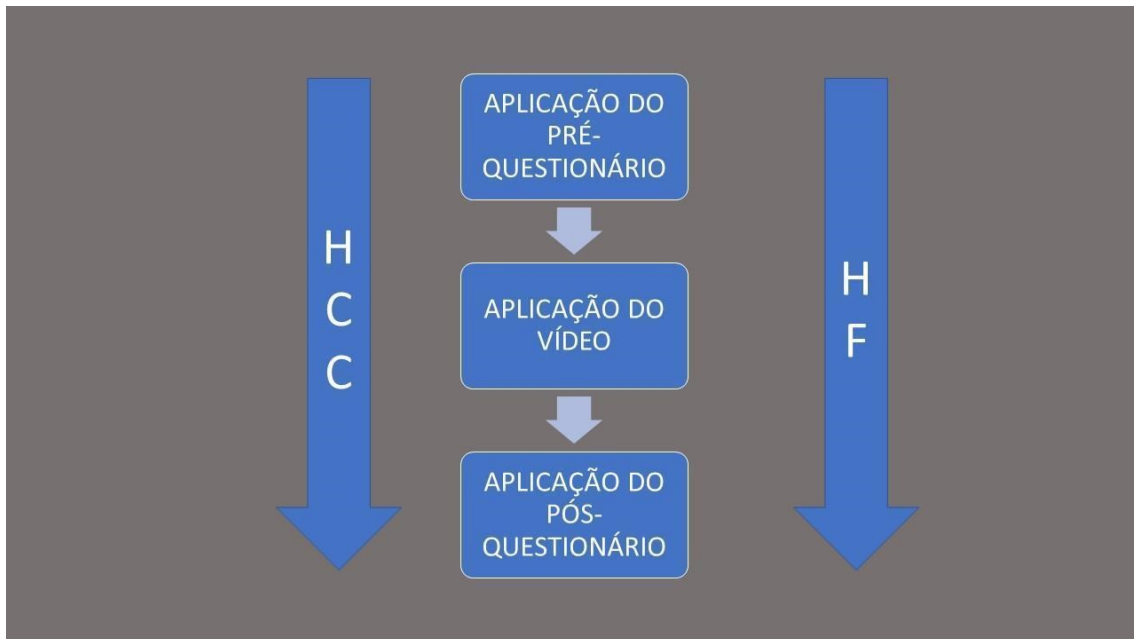 H
C
C
APLICAÇÃO DO
PRÉ-
QUESTIONÁRIO
APLICAÇÃO DO
VÍDEO
APLICAÇÃO DO
PÓS-
QUESTIONÁRIO
H
F